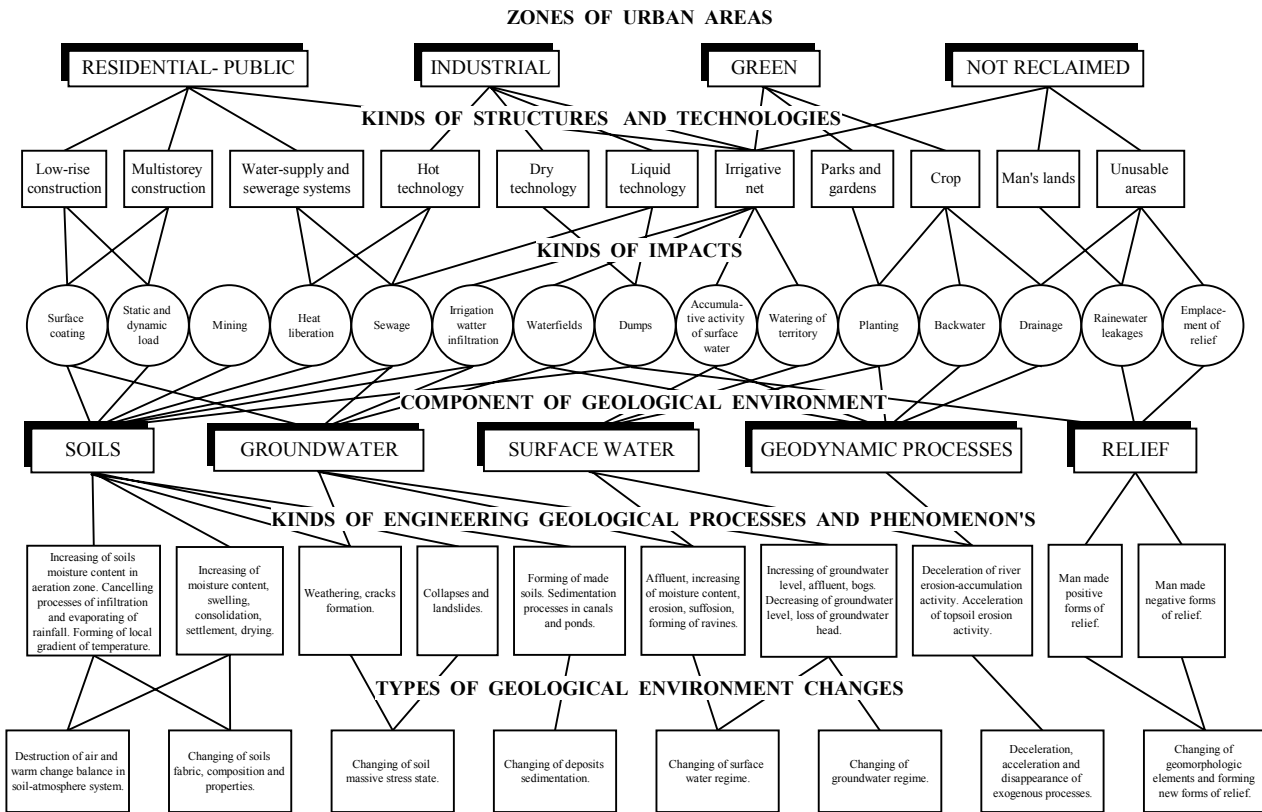 ZONES OF URBAN AREAS
RESIDENTIAL- PUBLIC
INDUSTRIAL
GREEN
NOT RECLAIMED
KINDS OF STRUCTURES AND TECHNOLOGIES
Low-rise
construction
Multistorey
construction
Water-supply and
sewerage systems
Hot
technology
Dry
technology
Liquid
technology
Irrigative
net
Parks and
gardens
Crop
Man's lands
Unusable
areas
KINDS OF IMPACTS
Surface
coating
Static and
dynamic
load
Mining
Heat
liberation
Sewage
Irrigation
watter
infiltration
Waterfields
Dumps
Accumula-
tive activity
of surface
water
Watering of
territory
Planting
Backwater
Drainage
Rainewater
leakages
Emplace-
ment of
relief
COMPONENT OF GEOLOGICAL ENVIRONMENT
SOILS
GROUNDWATER
SURFACE WATER
GEODYNAMIC PROCESSES
RELIEF
KINDS OF ENGINEERING GEOLOGICAL PROCESSES AND PHENOMENON'S
Increasing of soils
moisture content in
aeration zone. Cancelling
processes of infiltration
and evaporating of
rainfall. Forming of local
gradient of temperature.
Increasing of
moisture content,
swelling,
consolidation,
settlement, drying.
Weathering, cracks
formation.
Collapses and
landslides.
Forming of made
soils. Sedimentation
processes in canals
and ponds.
Affluent, increasing
of moisture content,
erosion, suffosion,
forming of ravines.
Incressing of groundwater
level, affluent, bogs.
Decreasing of groundwater
level, loss of groundwater
head.
Deceleration of river
erosion-accumulation
activity. Acceleration
of topsoil erosion
activity.
Man made
positive
forms of
relief.
Man made
negative forms
of relief.
TYPES OF GEOLOGICAL ENVIRONMENT CHANGES
Destruction of air and
warm change balance in
soil-atmosphere system.
Changing of soils
fabric, composition and
properties.
Changing of soil
massive stress state.
Changing of deposits
sedimentation.
Changing of surface
water regime.
Changing of
groundwater regime.
Deceleration,
acceleration and
disappearance of
exogenous processes.
Changing of
geomorphologic
elements and forming
new forms of relief.